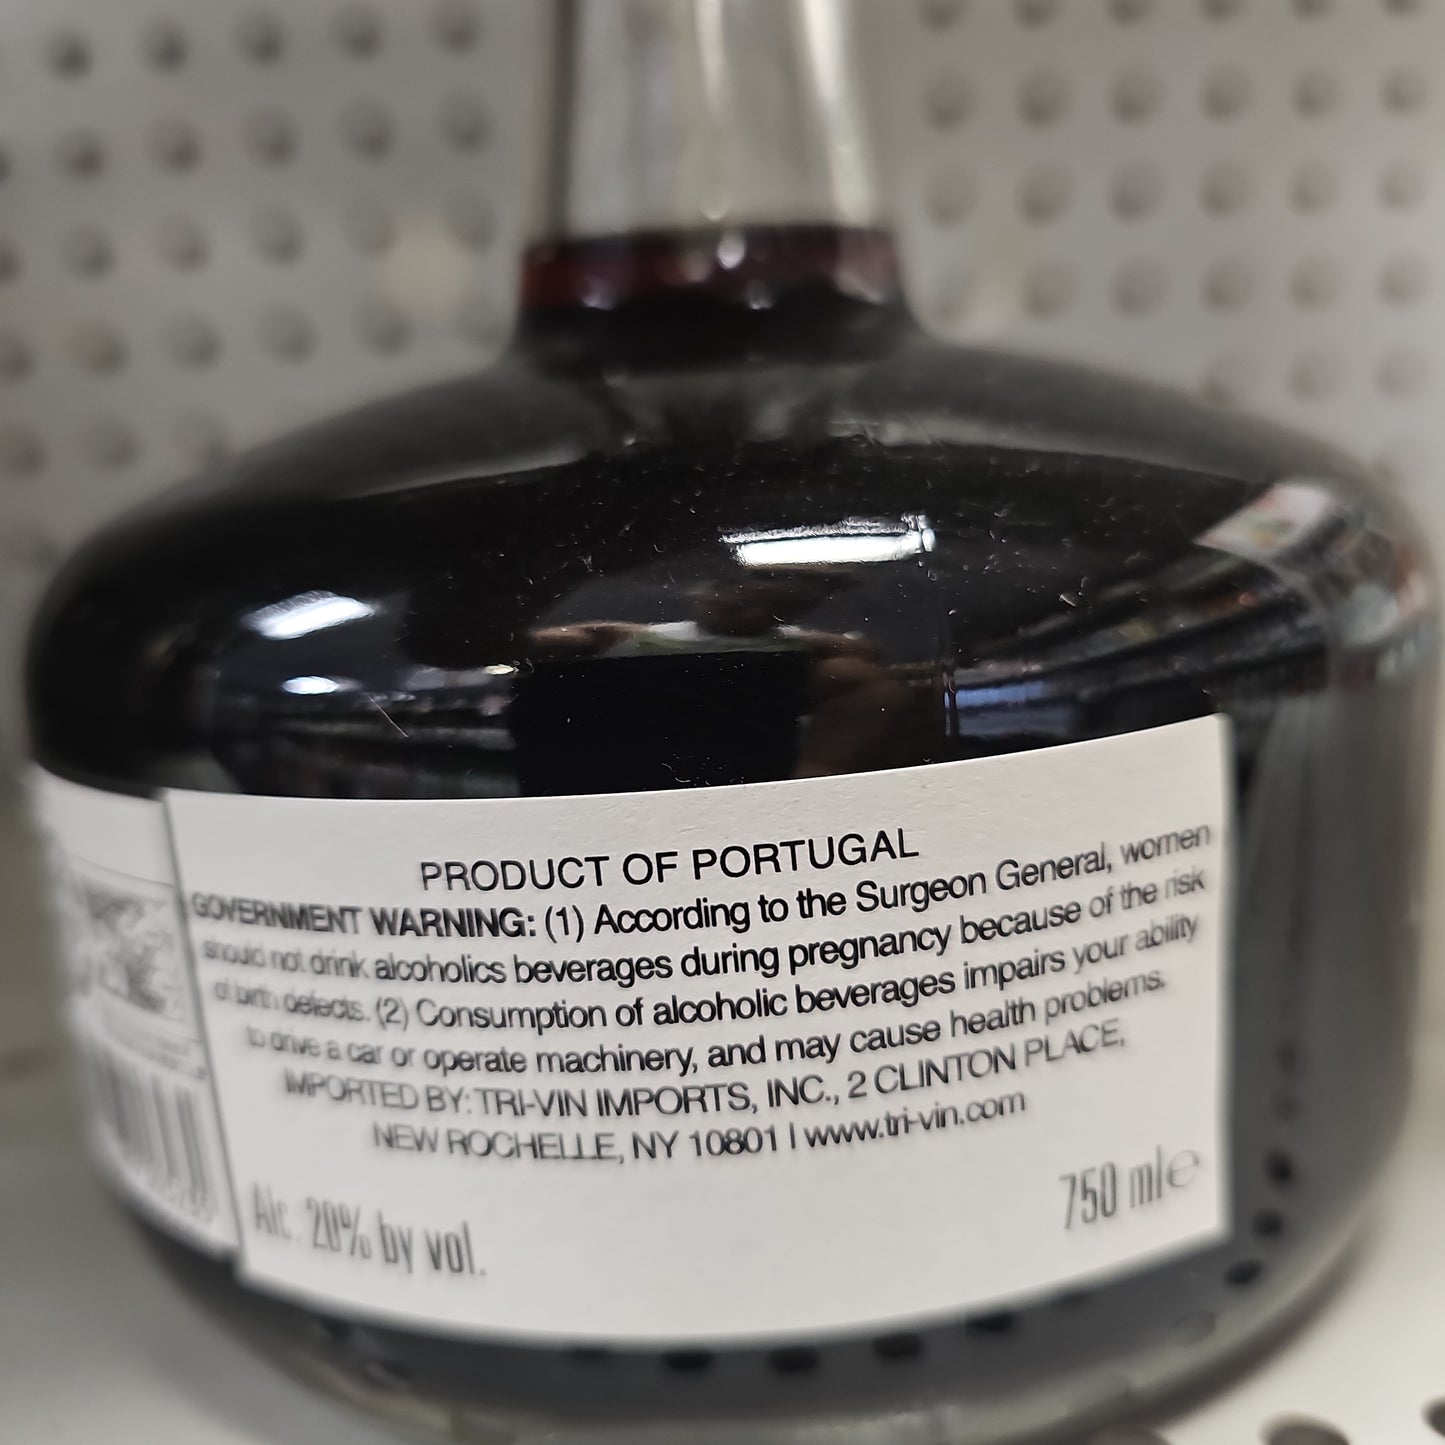 PRODUCT OF PORTUGAL
GOVERNMENT WARNING: (1) According to the Surgeon General, women
should not drink alcoholics beverages during pregnancy because of the risk
of birth defects. (2) Consumption of alcoholic beverages impairs your ability
to drive a car or operate machinery, and may cause health problems.
IMPORTED BY: TRI-VIN IMPORTS, INC., 2 CLINTON PLACE,
NEW ROCHELLE, NY 10801 | www.tri-vin.com
Alc. 20% by vol.
750 ml e